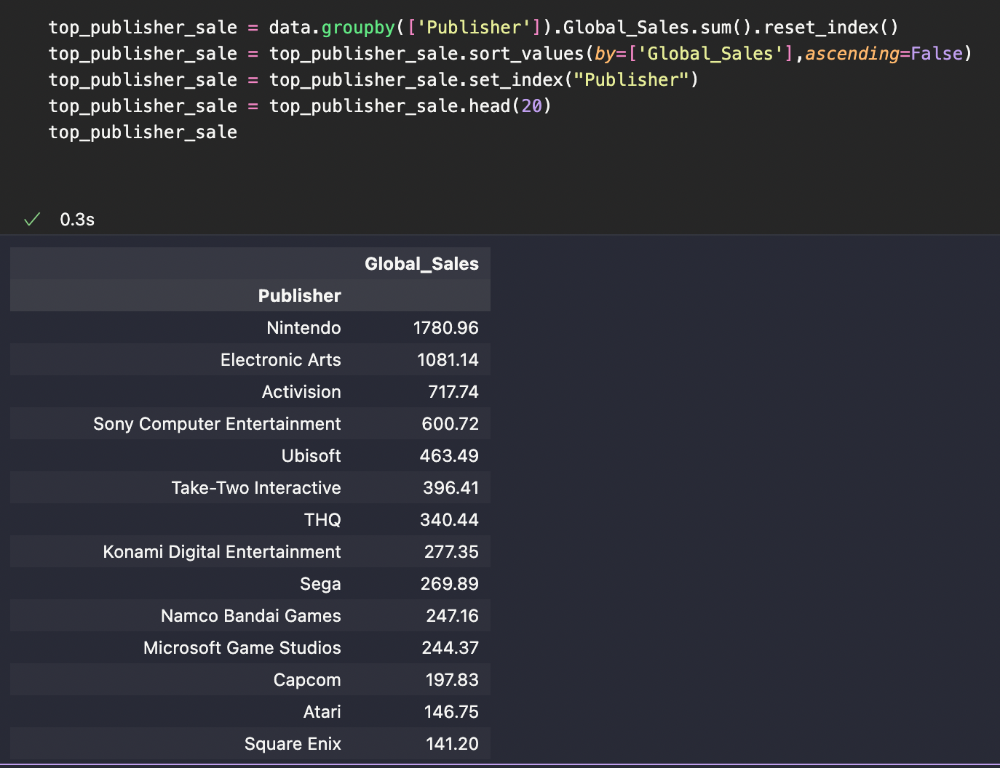 top_publisher_sale = data.groupby(['Publisher']).Global_Sales.sum().reset_index()
top_publisher_sale = top_publisher_sale.sort_values(by=['Global_Sales'],ascending=False)
top_publisher_sale = top_publisher_sale.set_index("Publisher")
top_publisher_sale = top_publisher_sale.head(20)
top_publisher_sale
✓ 0.3s
Global_Sales
Publisher
Nintendo 1780.96
Electronic Arts 1081.14
Activision 717.74
Sony Computer Entertainment 600.72
Ubisoft 463.49
Take-Two Interactive 396.41
THQ 340.44
Konami Digital Entertainment 277.35
Sega 269.89
Namco Bandai Games 247.16
Microsoft Game Studios 244.37
Capcom 197.83
Atari 146.75
Square Enix 141.20